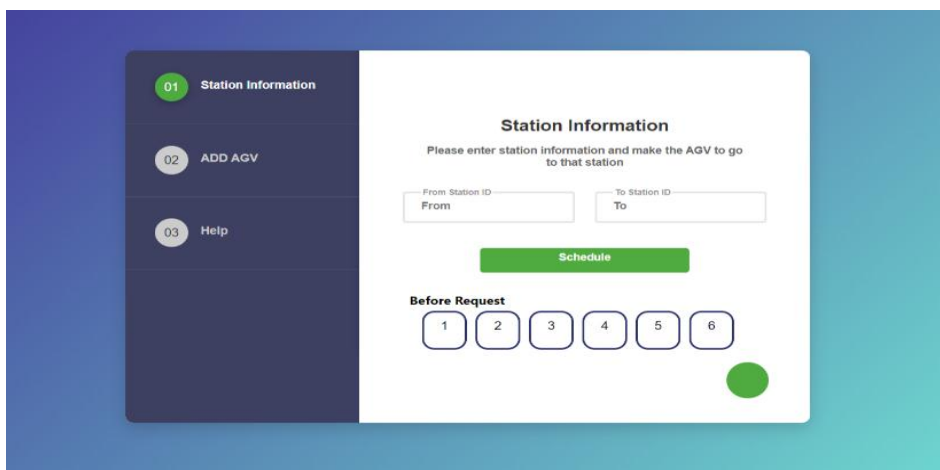 01 Station Information
02 ADD AGV
03 Help
Station Information
Please enter station information and make the AGV to go
to that station
From Station ID
From
To Station ID
To
Schedule
Before Request
1 2 3 4 5 6